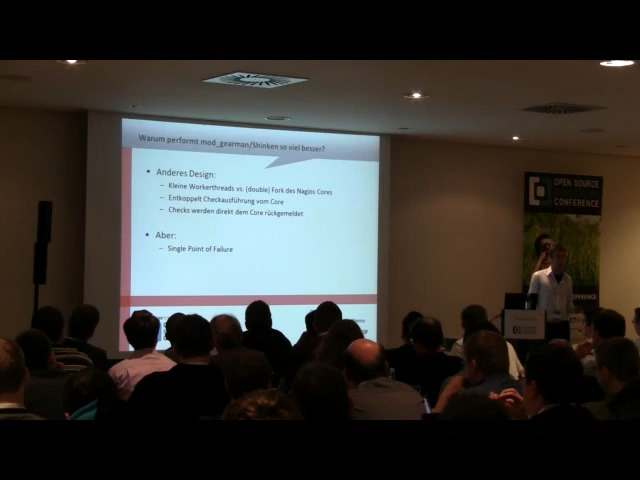 Warum performt mod_gearman/Shinken so viel besser?
• Anderes Design:
– Kleine Workerthreads vs. (double) Fork des Nagios Cores
– Entkoppelt Checkausführung vom Core
– Checks werden direkt dem Core rückgemeldet
• Aber:
– Single Point of Failure
OPEN SOURCE
CONFERENCE